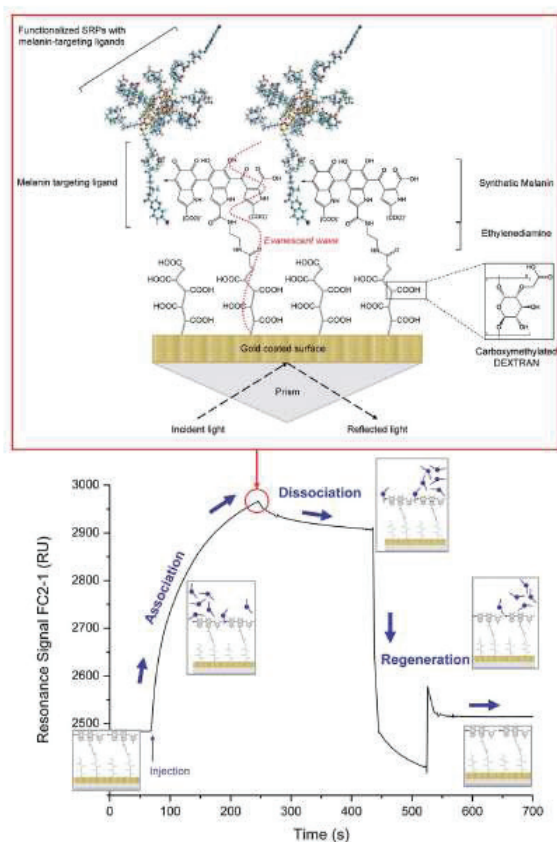 Functionalized SRPs with
melanin-targeting ligands
Melanin targeting ligand
Synthetic Melanin
Ethylenediamine
Evanescent wave
HOOC
COOH
Gold coated surface
Prism
Incident light
Reflected light
Carboxymethylated
DEXTRAN
Resonance Signal FC2-1 (RU)
3000
2900
2800
2700
2600
2500
Association
Dissociation
Regeneration
Injection
0
100
200
300
400
500
600
700
Time (s)